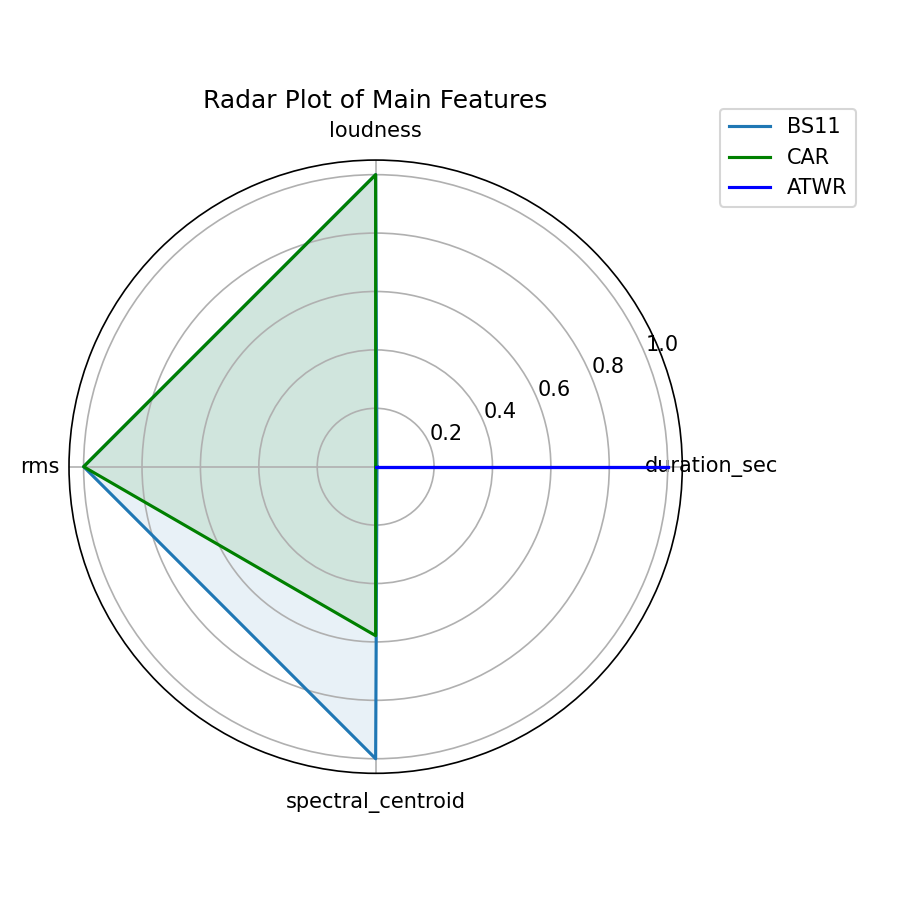 Radar Plot of Main Features
loudness
BS11
CAR
ATWR
1.0
0.8
0.6
0.4
0.2
rms
duration_sec
spectral_centroid